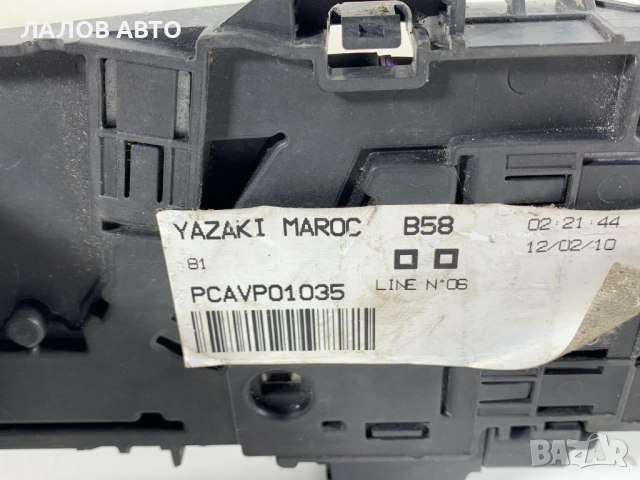 ЛАЛОВ АВТО
YAZAKI MAROC B58 02:21:44
12/02/10
81
PCAVP01035 LINE N°06
BAZAR